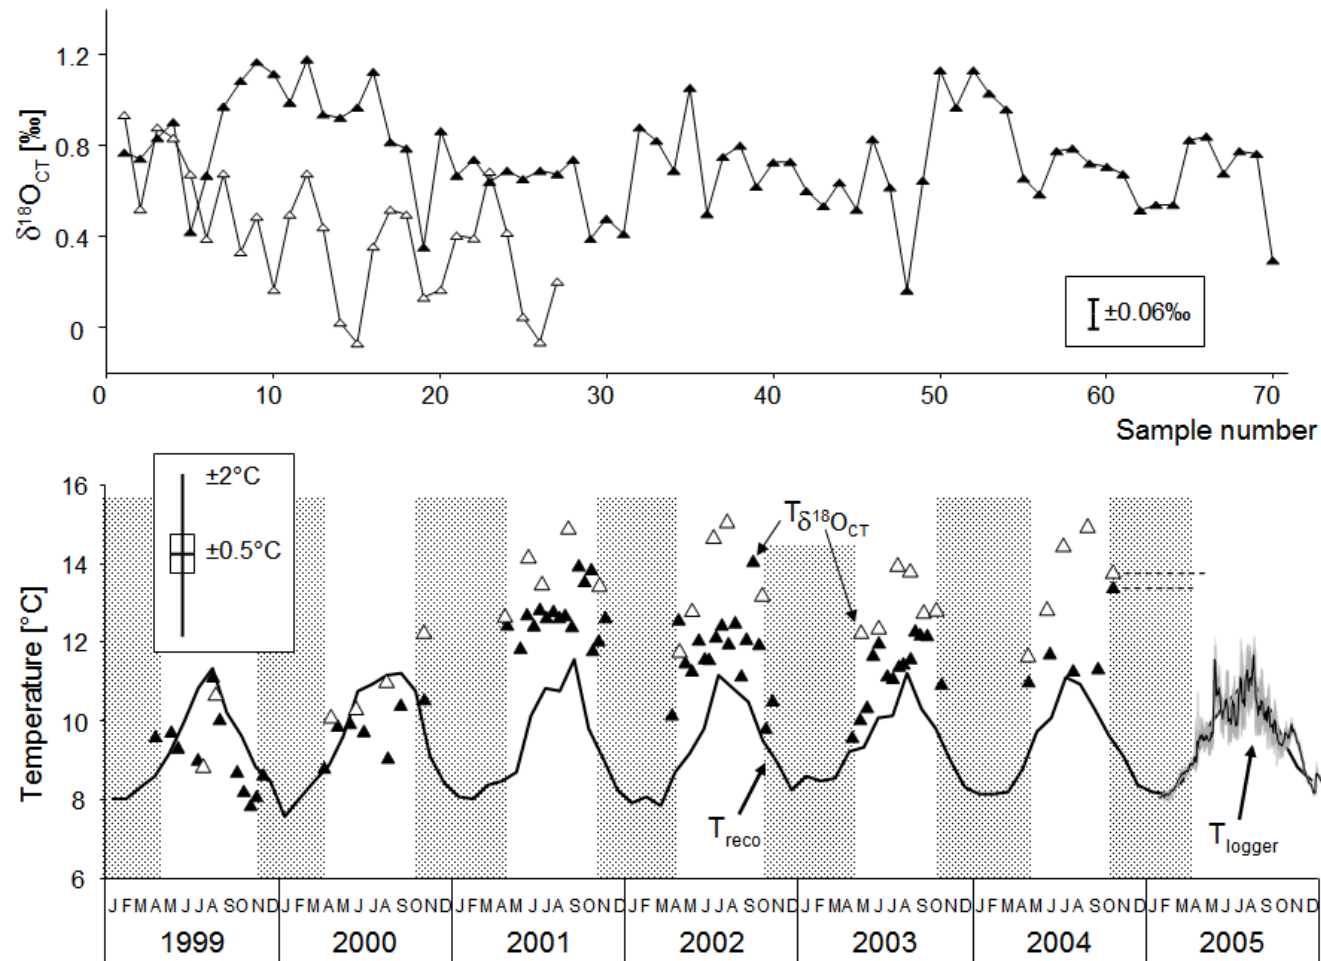 δ18OCT [‰]
1.2
0.8
0.4
0
±0.06‰
0 10 20 30 40 50 60 70
Sample number
Temperature [°C]
16
14
12
10
8
6
±2°C
±0.5°C
Tδ18OCT
Treco
Tlogger
J F M A M J J A S O N D J F M A M J J A S O N D J F M A M J J A S O N D J F M A M J J A S O N D J F M A M J J A S O N D J F M A M J J A S O N D J F M A M J J A S O N D
1999 2000 2001 2002 2003 2004 2005